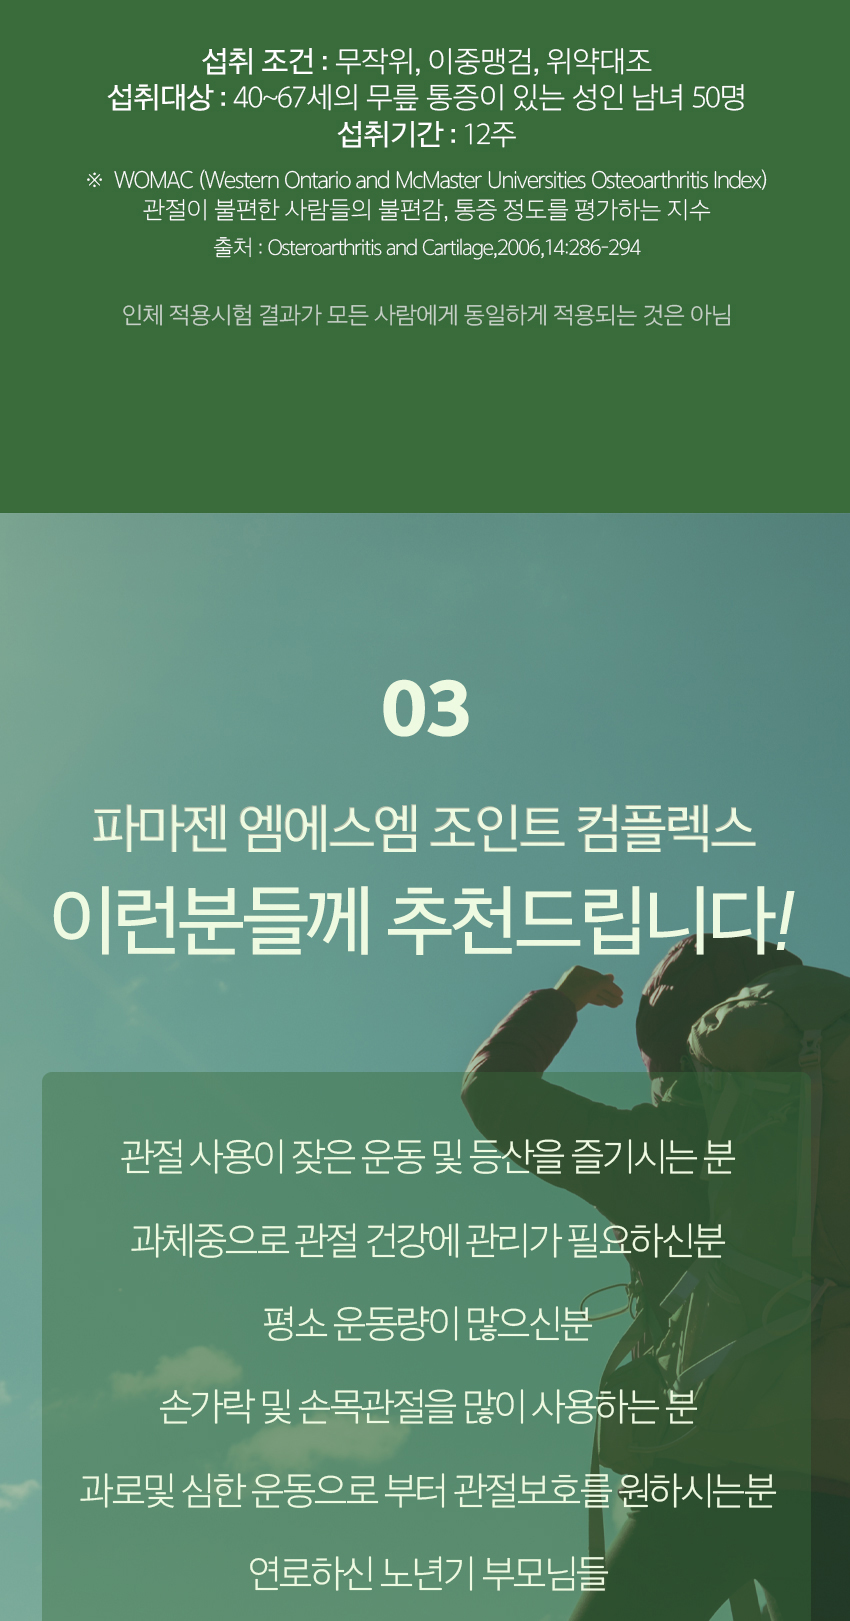 섭취 조건 : 무작위, 이중맹검, 위약대조
섭취대상 : 40~67세의 무릎 통증이 있는 성인 남녀 50명
섭취기간 : 12주
※ WOMAC (Western Ontario and McMaster Universities Osteoarthritis Index)
관절이 불편한 사람들의 불편감, 통증 정도를 평가하는 지수
출처 : Osteroarthritis and Cartilage,2006,14:286-294
인체 적용시험 결과가 모든 사람에게 동일하게 적용되는 것은 아님
03
파마젠 엠에스엠 조인트 컴플렉스
이런분들께 추천드립니다!
관절 사용이 잦은 운동 및 등산을 즐기시는 분
과체중으로 관절 건강에 관리가 필요하신분
평소 운동량이 많으신분
손가락 및 손목관절을 많이 사용하는 분
과로및 심한 운동으로 부터 관절보호를 원하시는분
연로하신 노년기 부모님들